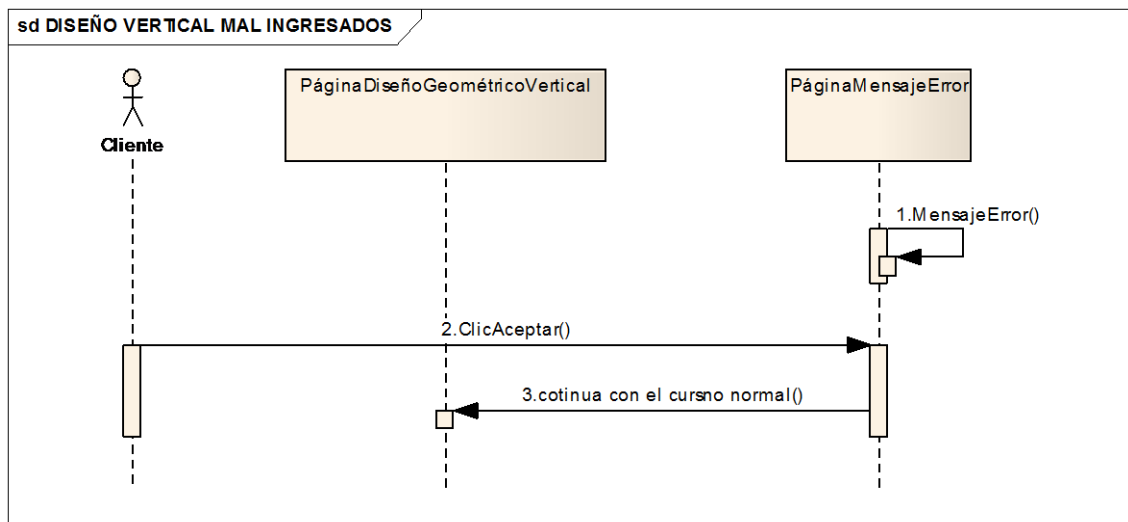 sd DISEÑO VERTICAL MAL INGRESADOS
PáginaDiseñoGeométricoVertical
PáginaMensajeError
Cliente
1.MensajeError()
2.ClicAceptar()
3.cotinua con el cursno normal()